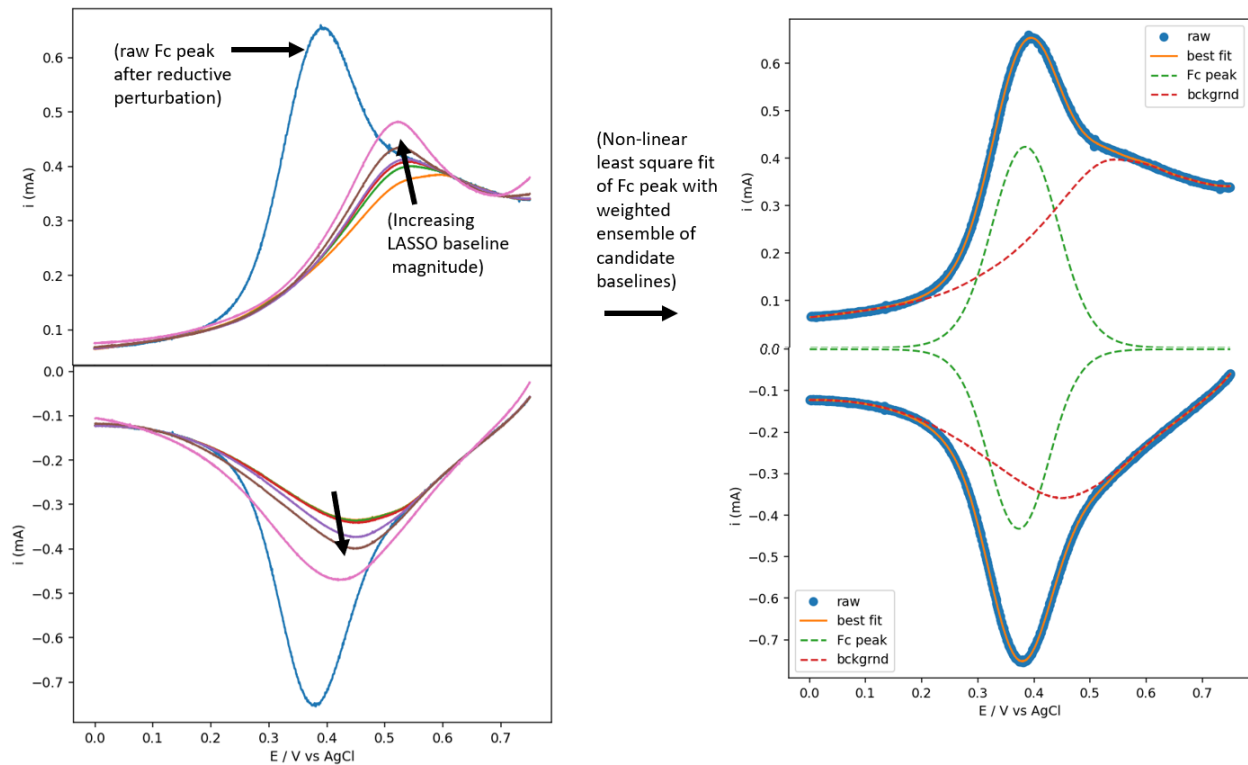 0.6
0.5
0.4
0.3
0.2
0.1
i (mA)
(raw Fc peak
after reductive
perturbation)
(Increasing
LASSO baseline
magnitude)
0.0
−0.1
−0.2
−0.3
−0.4
−0.5
−0.6
−0.7
i (mA)
0.0 0.1 0.2 0.3 0.4 0.5 0.6 0.7
E / V vs AgCl
(Non-linear
least square fit
of Fc peak with
weighted
ensemble of
candidate
baselines)
0.6
0.5
0.4
0.3
0.2
0.1
0.0
i (mA)
raw
best fit
Fc peak
bckgrnd
−0.1
−0.2
−0.3
−0.4
−0.5
−0.6
−0.7
i (mA)
raw
best fit
Fc peak
bckgrnd
0.0 0.1 0.2 0.3 0.4 0.5 0.6 0.7
E / V vs AgCl